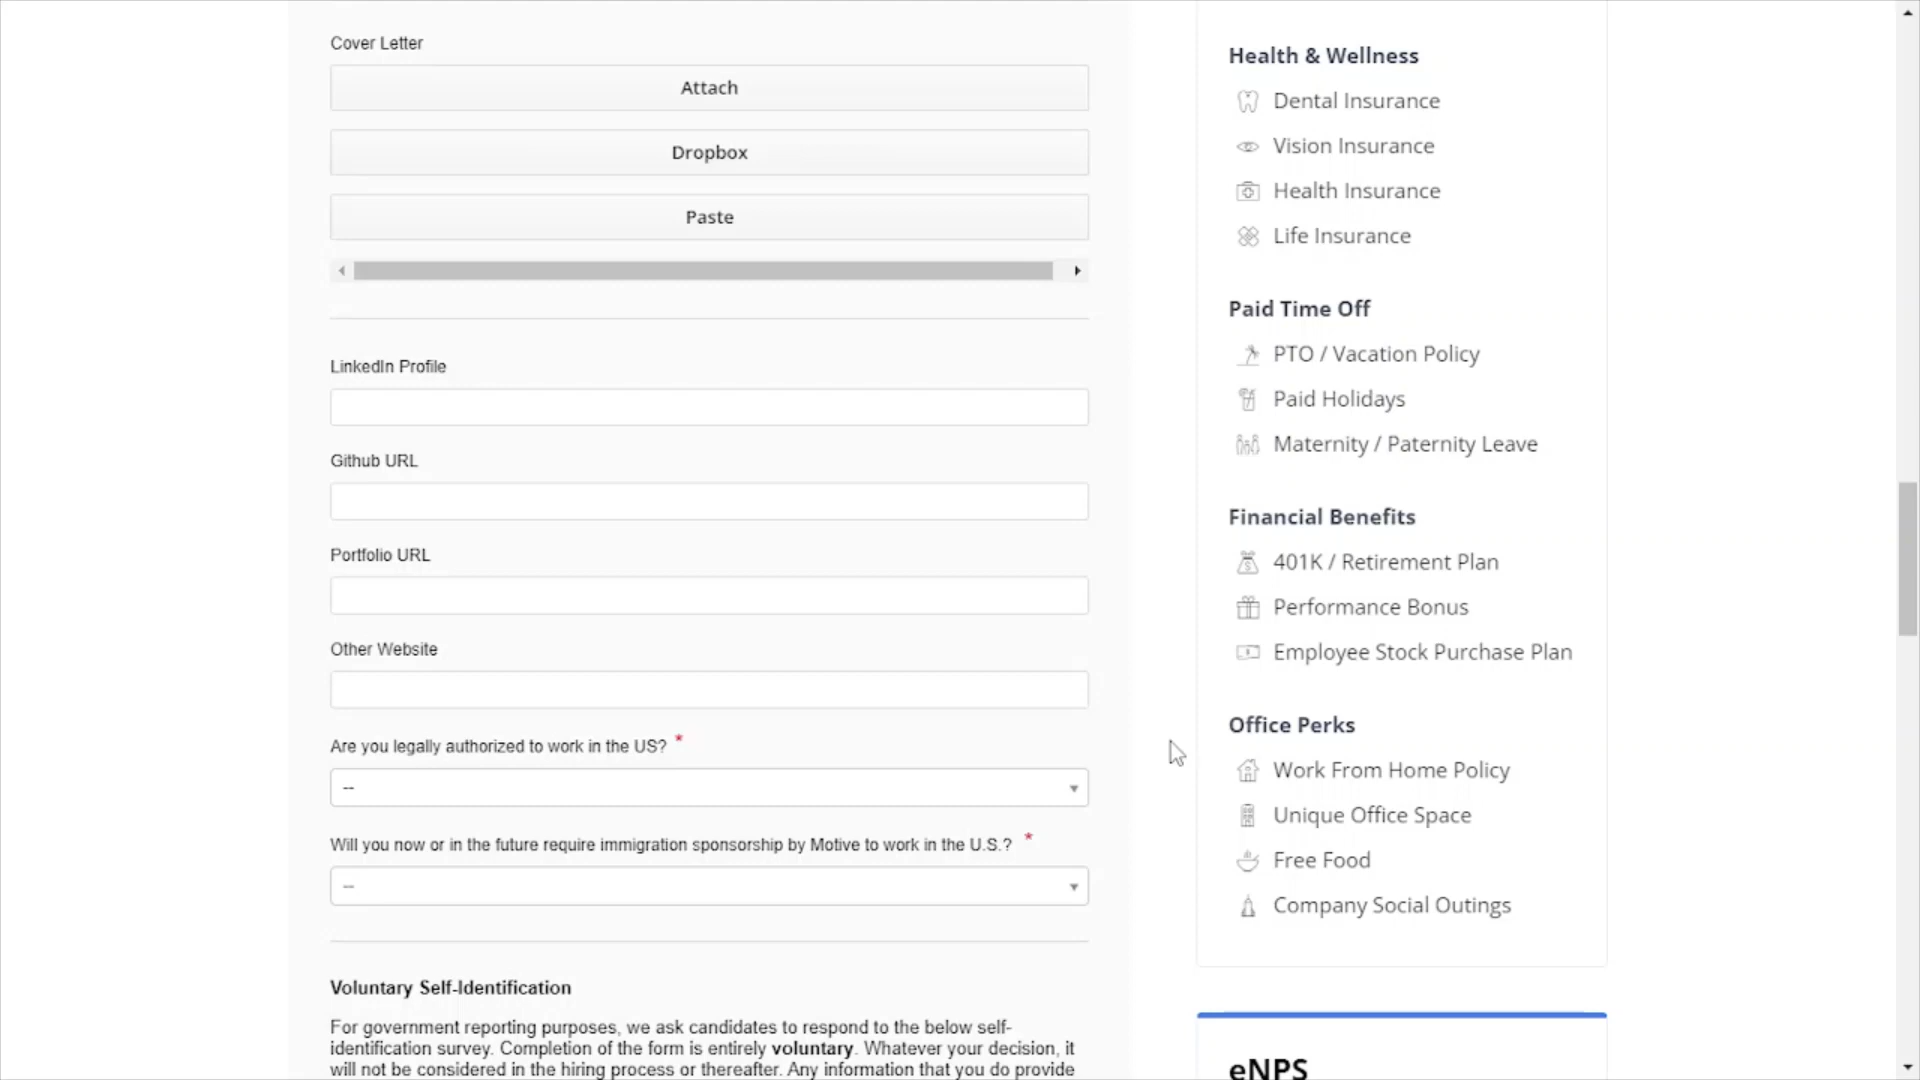 Cover Letter
Attach
Dropbox
Paste
LinkedIn Profile
Github URL
Portfolio URL
Other Website
Are you legally authorized to work in the US? *
--
Will you now or in the future require immigration sponsorship by Motive to work in the U.S.? *
--
Voluntary Self-Identification
For government reporting purposes, we ask candidates to respond to the below self-
identification survey. Completion of the form is entirely voluntary. Whatever your decision, it
will not be considered in the hiring process or thereafter. Any information that you do provide
Health & Wellness
Dental Insurance
Vision Insurance
Health Insurance
Life Insurance
Paid Time Off
PTO / Vacation Policy
Paid Holidays
Maternity / Paternity Leave
Financial Benefits
401K / Retirement Plan
Performance Bonus
Employee Stock Purchase Plan
Office Perks
Work From Home Policy
Unique Office Space
Free Food
Company Social Outings
eNPS